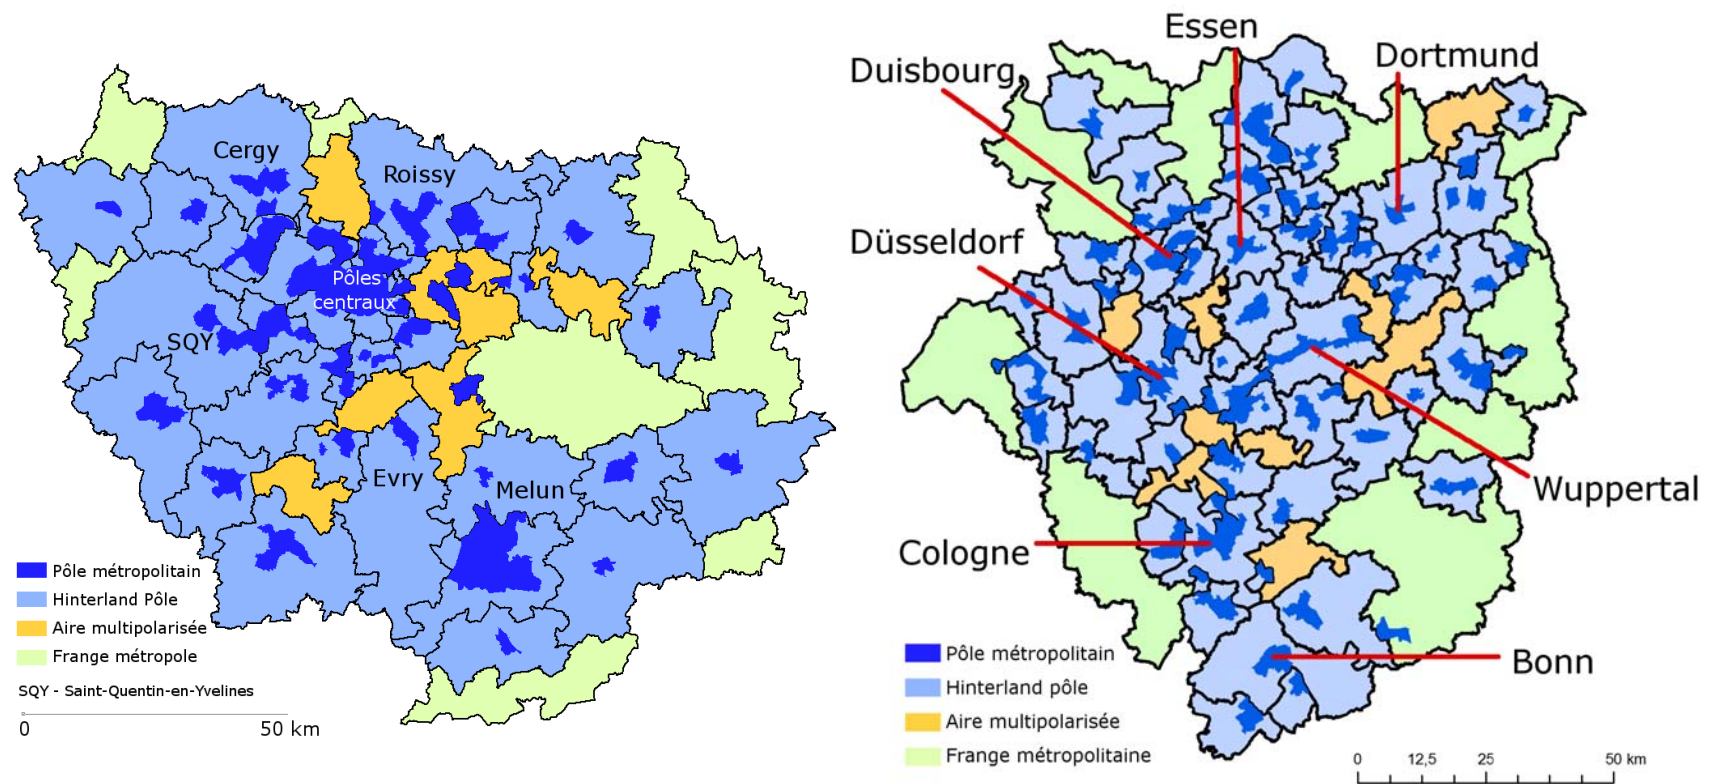 Cergy
Roissy
Pôles
centraux
SQY
Evry
Melun
Pôle métropolitain
Hinterland Pôle
Aire multipolarisée
Frange métropole
SQY - Saint-Quentin-en-Yvelines
0 50 km
Essen
Dortmund
Duisbourg
Düsseldorf
Wuppertal
Cologne
Bonn
Pôle métropolitain
Hinterland pôle
Aire multipolarisée
Frange métropolitaine
0 12,5 25 50 km